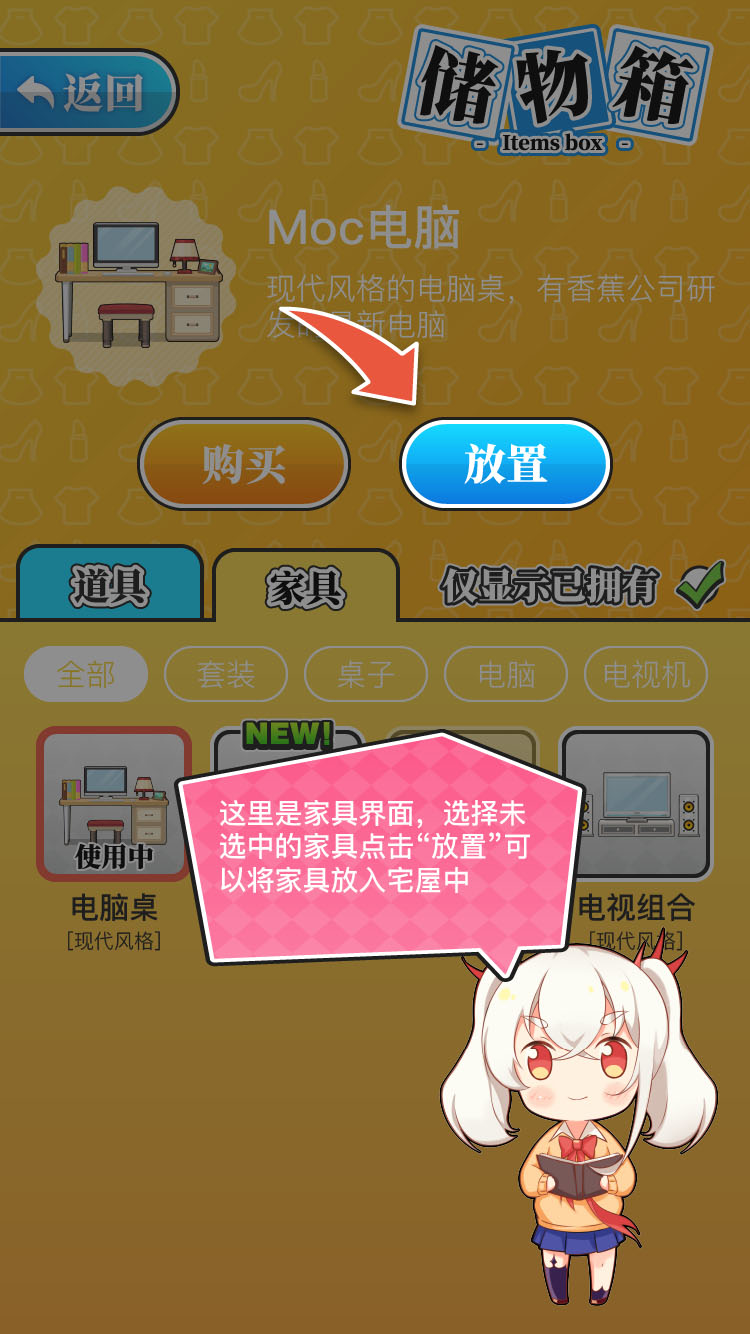 返回
储物箱
Items box
Moc电脑
现代风格的电脑桌，有香蕉公司研
发的最新电脑
购买
放置
道具
家具
仅显示已拥有
全部
套装
桌子
电脑
电视机
NEW!
使用中
这里是家具界面，选择未
选中的家具点击“放置”可
以将家具放入宅屋中
电脑桌
电视组合
[现代风格]
[现代风格]